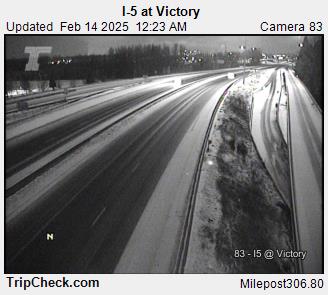 I-5 at Victory
Updated Feb 14 2025 12:23 AM Camera 83
T
N
83 - I5 @ Victory
TripCheck.com Milepost306.80